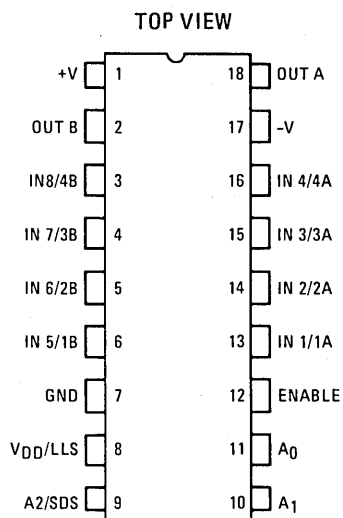 TOP VIEW
+V 1 18 OUT A
OUT B 2 17 -V
IN8/4B 3 16 IN 4/4A
IN 7/3B 4 15 IN 3/3A
IN 6/2B 5 14 IN 2/2A
IN 5/1B 6 13 IN 1/1A
GND 7 12 ENABLE
VDD/LLS 8 11 A0
A2/SDS 9 10 A1